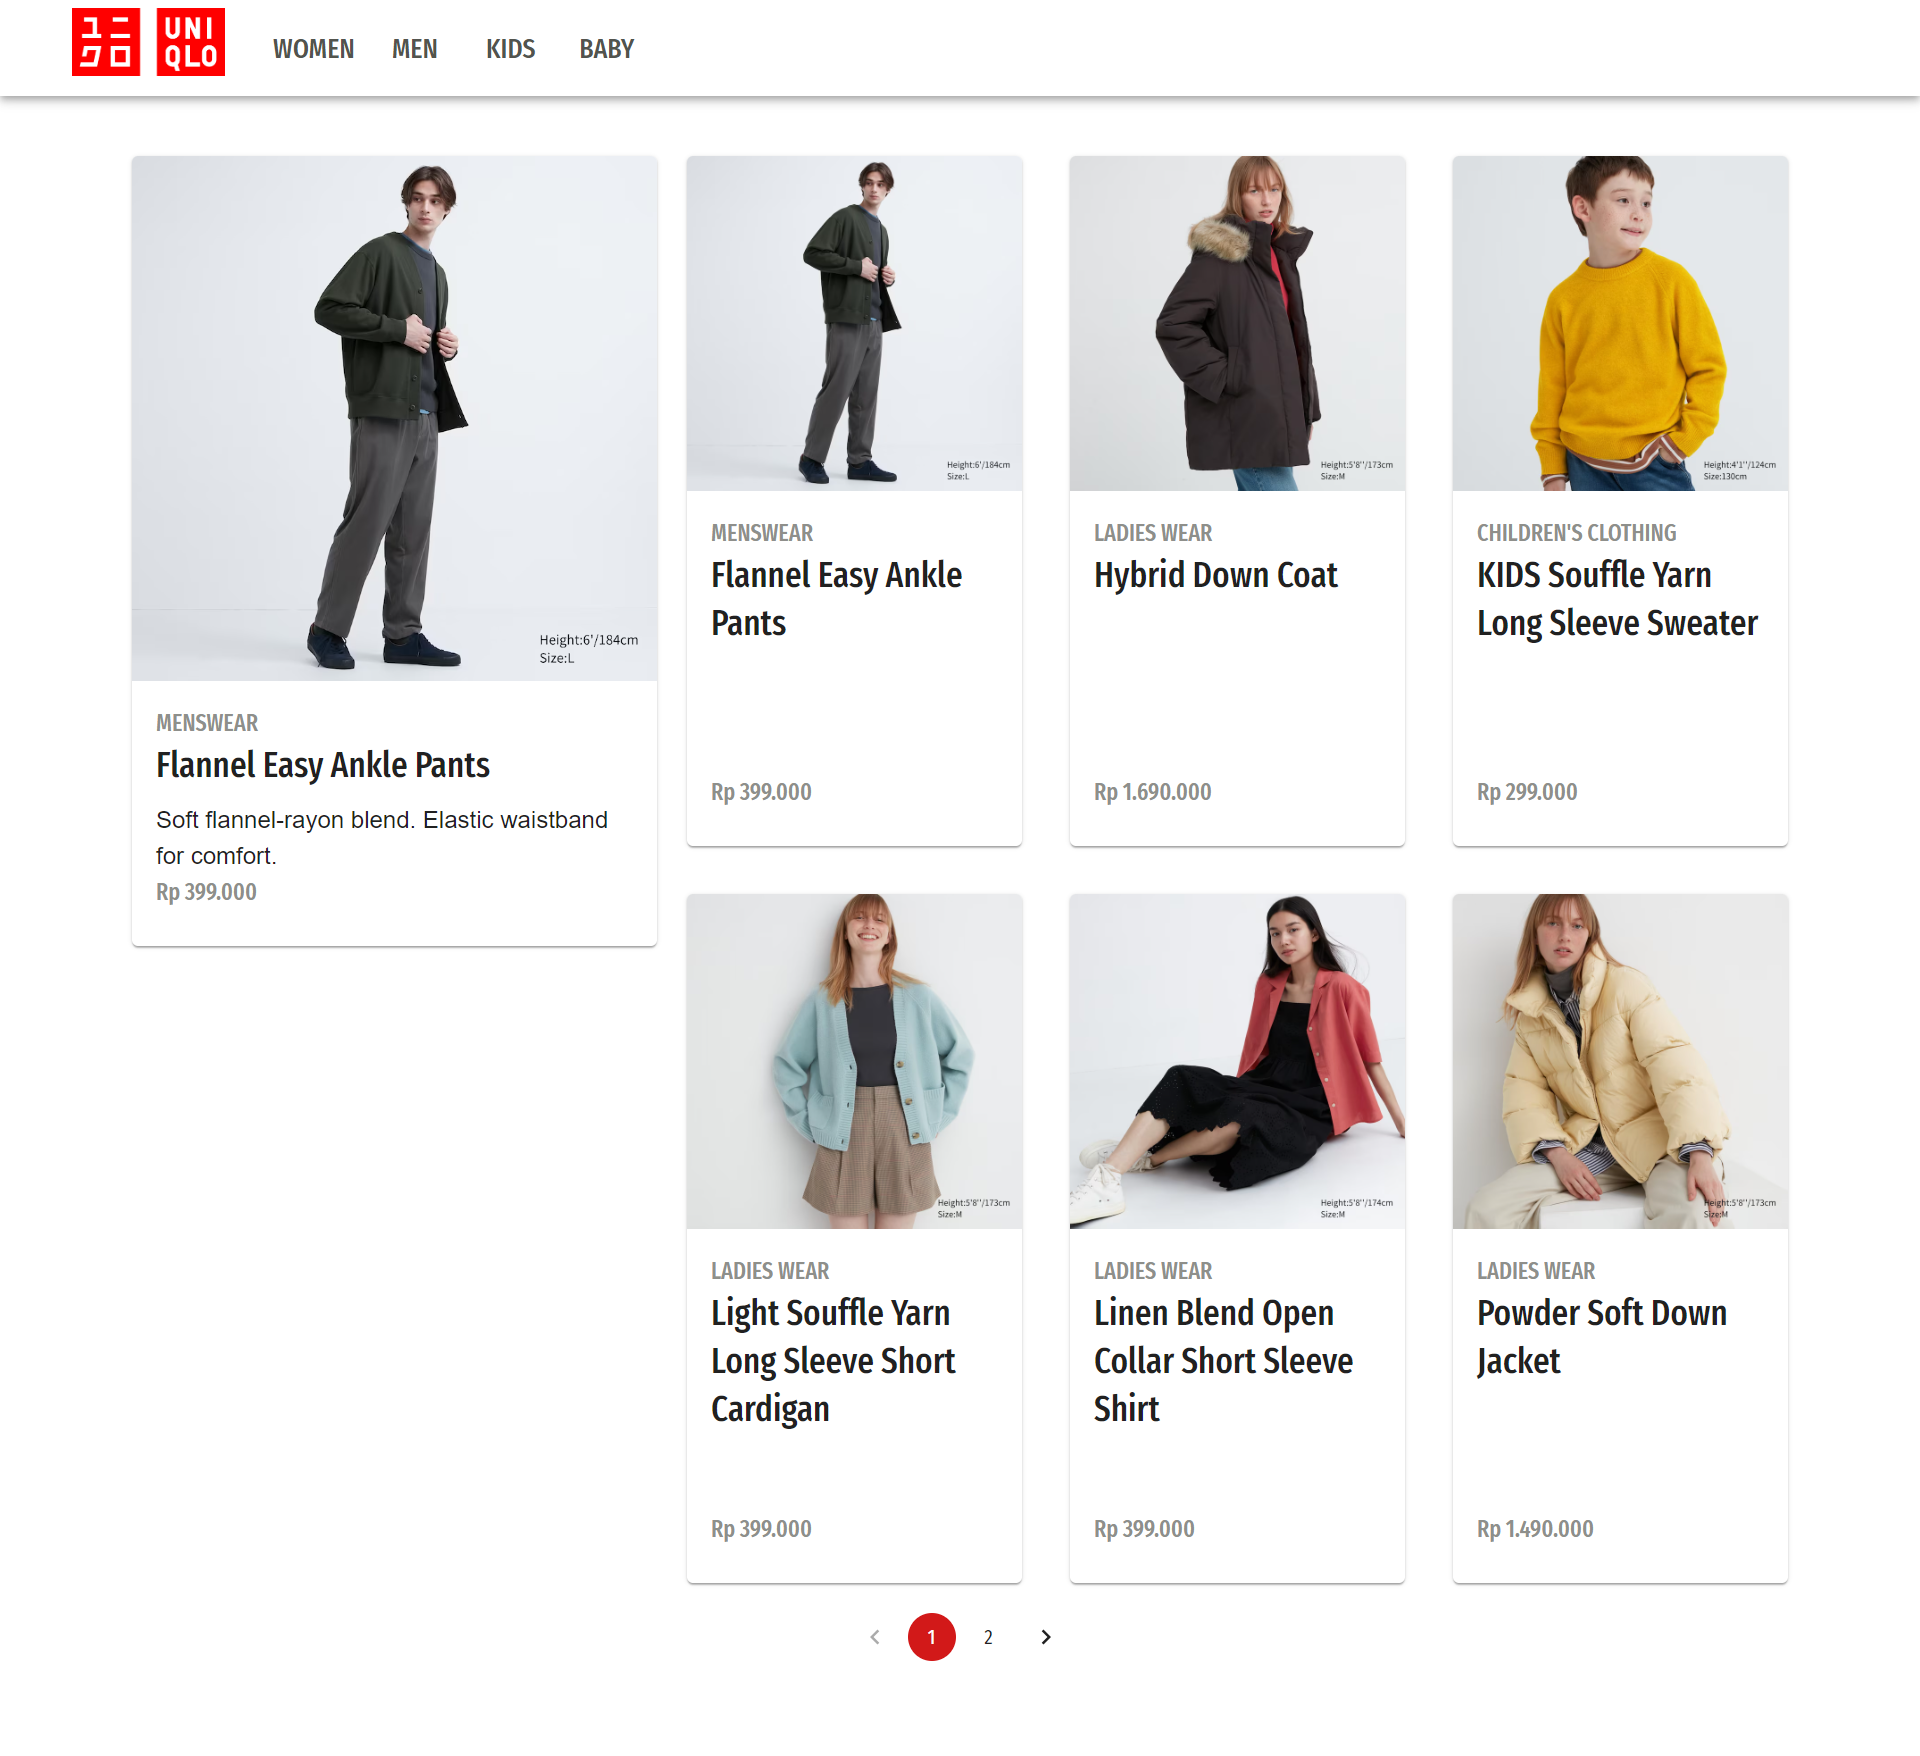 ユニ
クロ
UNI
QLO
WOMEN MEN KIDS BABY
Height:6'/184cm
Size:L
MENSWEAR
Flannel Easy Ankle Pants
Soft flannel-rayon blend. Elastic waistband
for comfort.
Rp 399.000
Height:6'/184cm
Size:L
MENSWEAR
Flannel Easy Ankle
Pants
Rp 399.000
Height:5'8''/173cm
Size:M
LADIES WEAR
Hybrid Down Coat
Rp 1.690.000
Height:4'1''/124cm
Size:130cm
CHILDREN'S CLOTHING
KIDS Souffle Yarn
Long Sleeve Sweater
Rp 299.000
Height:5'8''/173cm
Size:M
LADIES WEAR
Light Souffle Yarn
Long Sleeve Short
Cardigan
Rp 399.000
Height:5'8''/174cm
Size:M
LADIES WEAR
Linen Blend Open
Collar Short Sleeve
Shirt
Rp 399.000
Height:5'8''/173cm
Size:M
LADIES WEAR
Powder Soft Down
Jacket
Rp 1.490.000
1 2